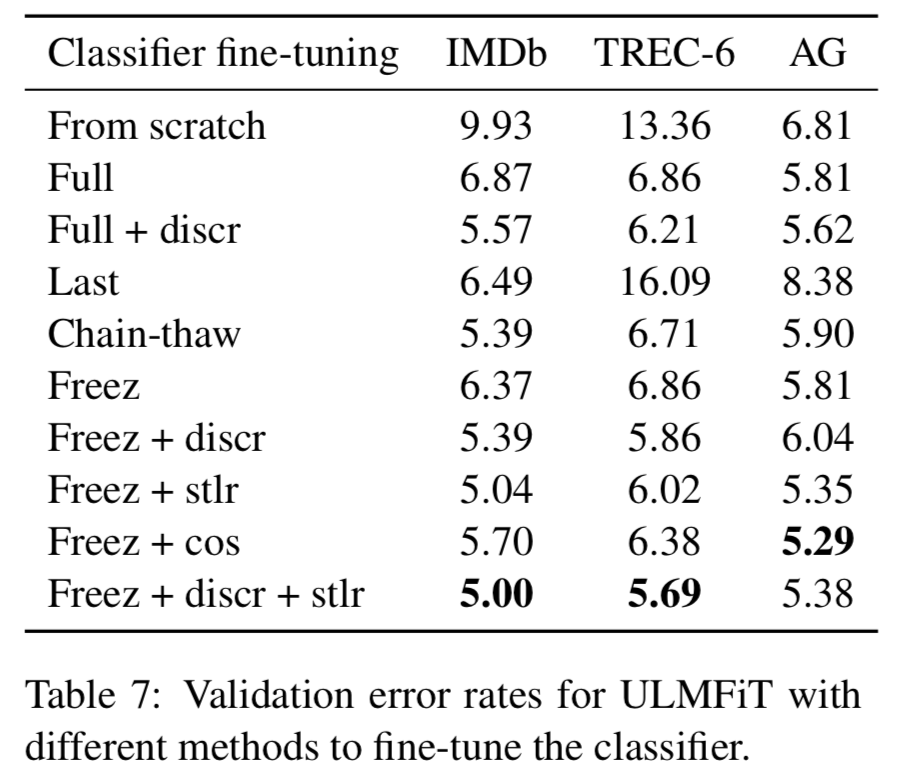 Classifier fine-tuning IMDb TREC-6 AG
From scratch 9.93 13.36 6.81
Full 6.87 6.86 5.81
Full + discr 5.57 6.21 5.62
Last 6.49 16.09 8.38
Chain-thaw 5.39 6.71 5.90
Freez 6.37 6.86 5.81
Freez + discr 5.39 5.86 6.04
Freez + stlr 5.04 6.02 5.35
Freez + cos 5.70 6.38 5.29
Freez + discr + stlr 5.00 5.69 5.38
Table 7: Validation error rates for ULMFiT with
different methods to fine-tune the classifier.